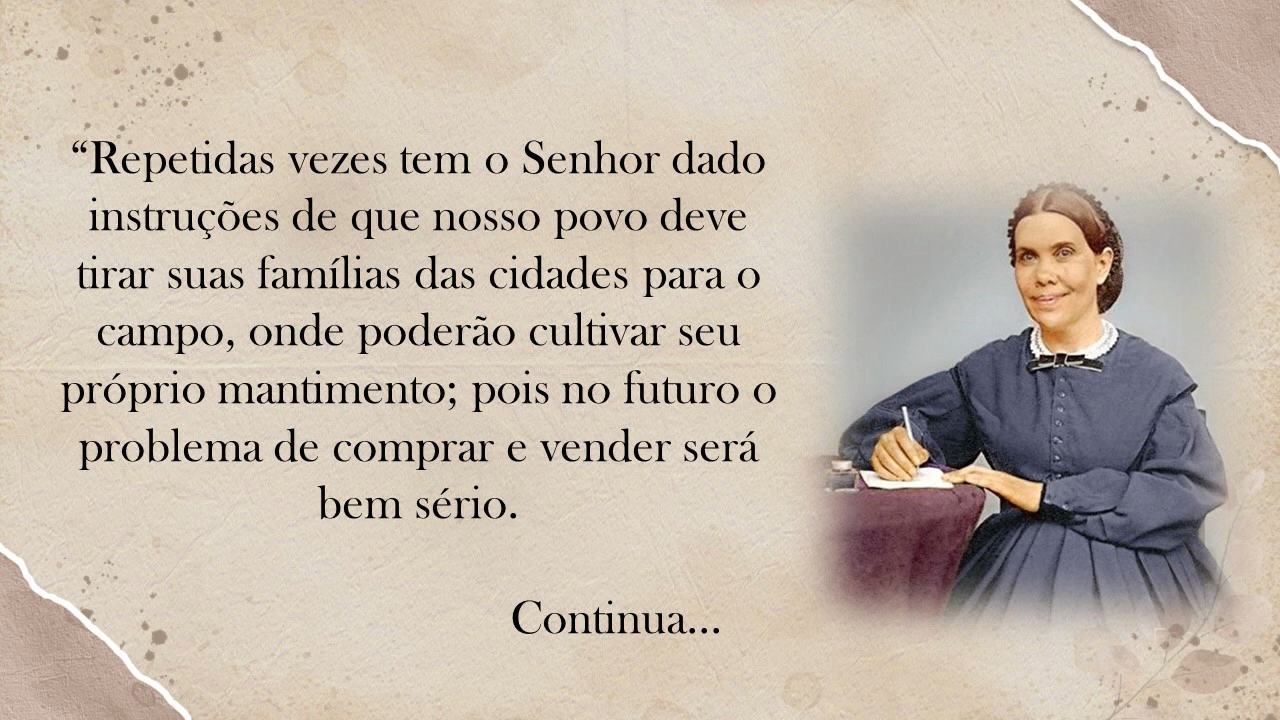 “Repetidas vezes tem o Senhor dado
instruções de que nosso povo deve
tirar suas famílias das cidades para o
campo, onde poderão cultivar seu
próprio mantimento; pois no futuro o
problema de comprar e vender será
bem sério.
Continua...